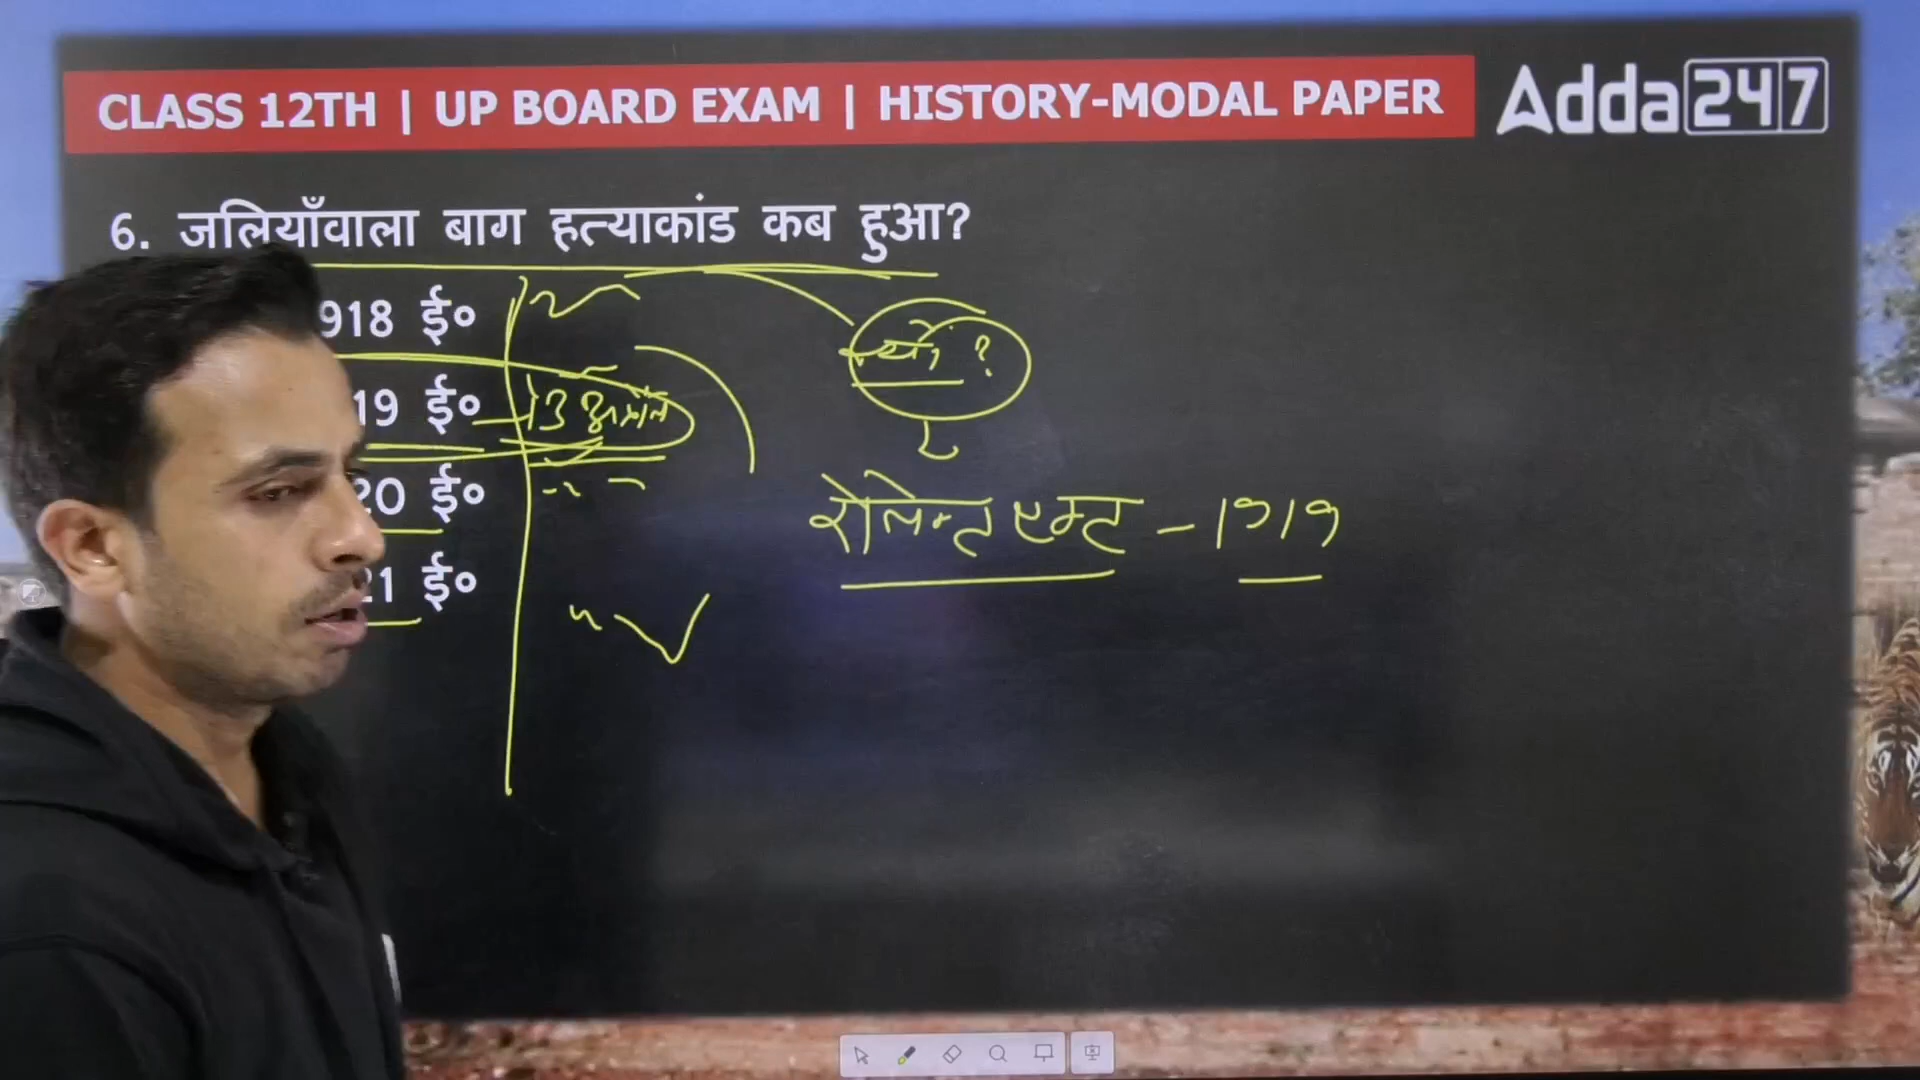 CLASS 12TH | UP BOARD EXAM | HISTORY-MODAL PAPER
Adda247
6. जलियाँवाला बाग हत्याकांड कब हुआ?
918 ई०
19 ई०
20 ई०
21 ई०
13 अप्रैल
क्यों ?
रोलेक्ट एक्ट - 1919